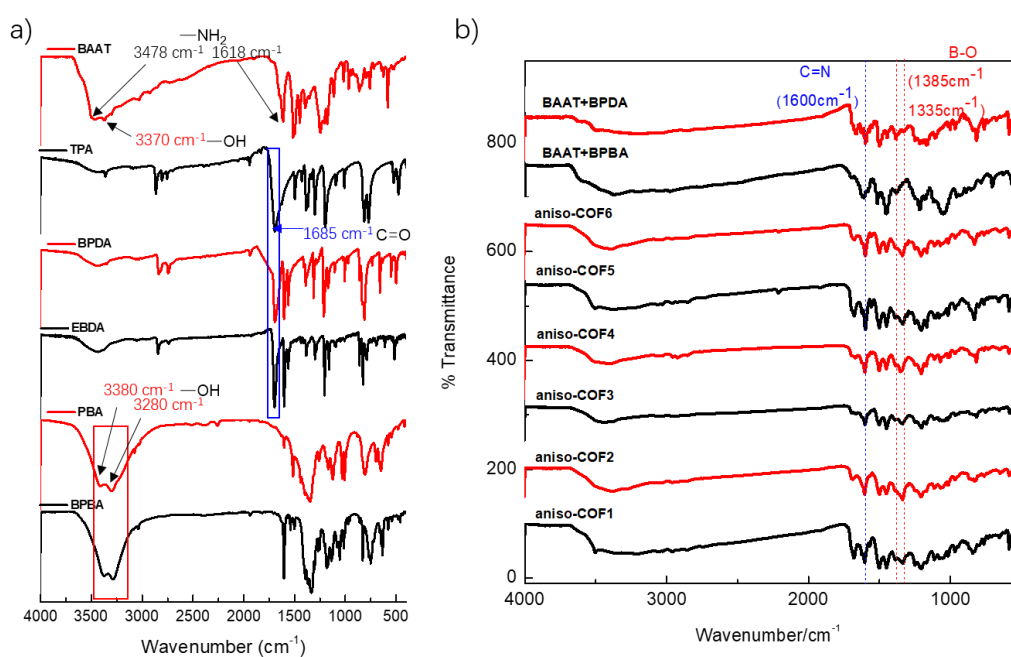 a)
BAAT
—NH₂
3478 cm⁻¹ 1618 cm⁻¹
3370 cm⁻¹—OH
TPA
1685 cm⁻¹ C=O
BPDA
EBDA
3380 cm⁻¹ —OH
3280 cm⁻¹
PBA
BPBA
4000 3500 3000 2500 2000 1500 1000 500
Wavenumber (cm⁻¹)
b)
B-O
C=N
(1385cm⁻¹
(1600cm⁻¹)
1335cm⁻¹)
BAAT+BPDA
BAAT+BPBA
aniso-COF6
aniso-COF5
aniso-COF4
aniso-COF3
aniso-COF2
aniso-COF1
800
600
400
200
0
% Transmittance
4000 3000 2000 1000
Wavenumber/cm⁻¹